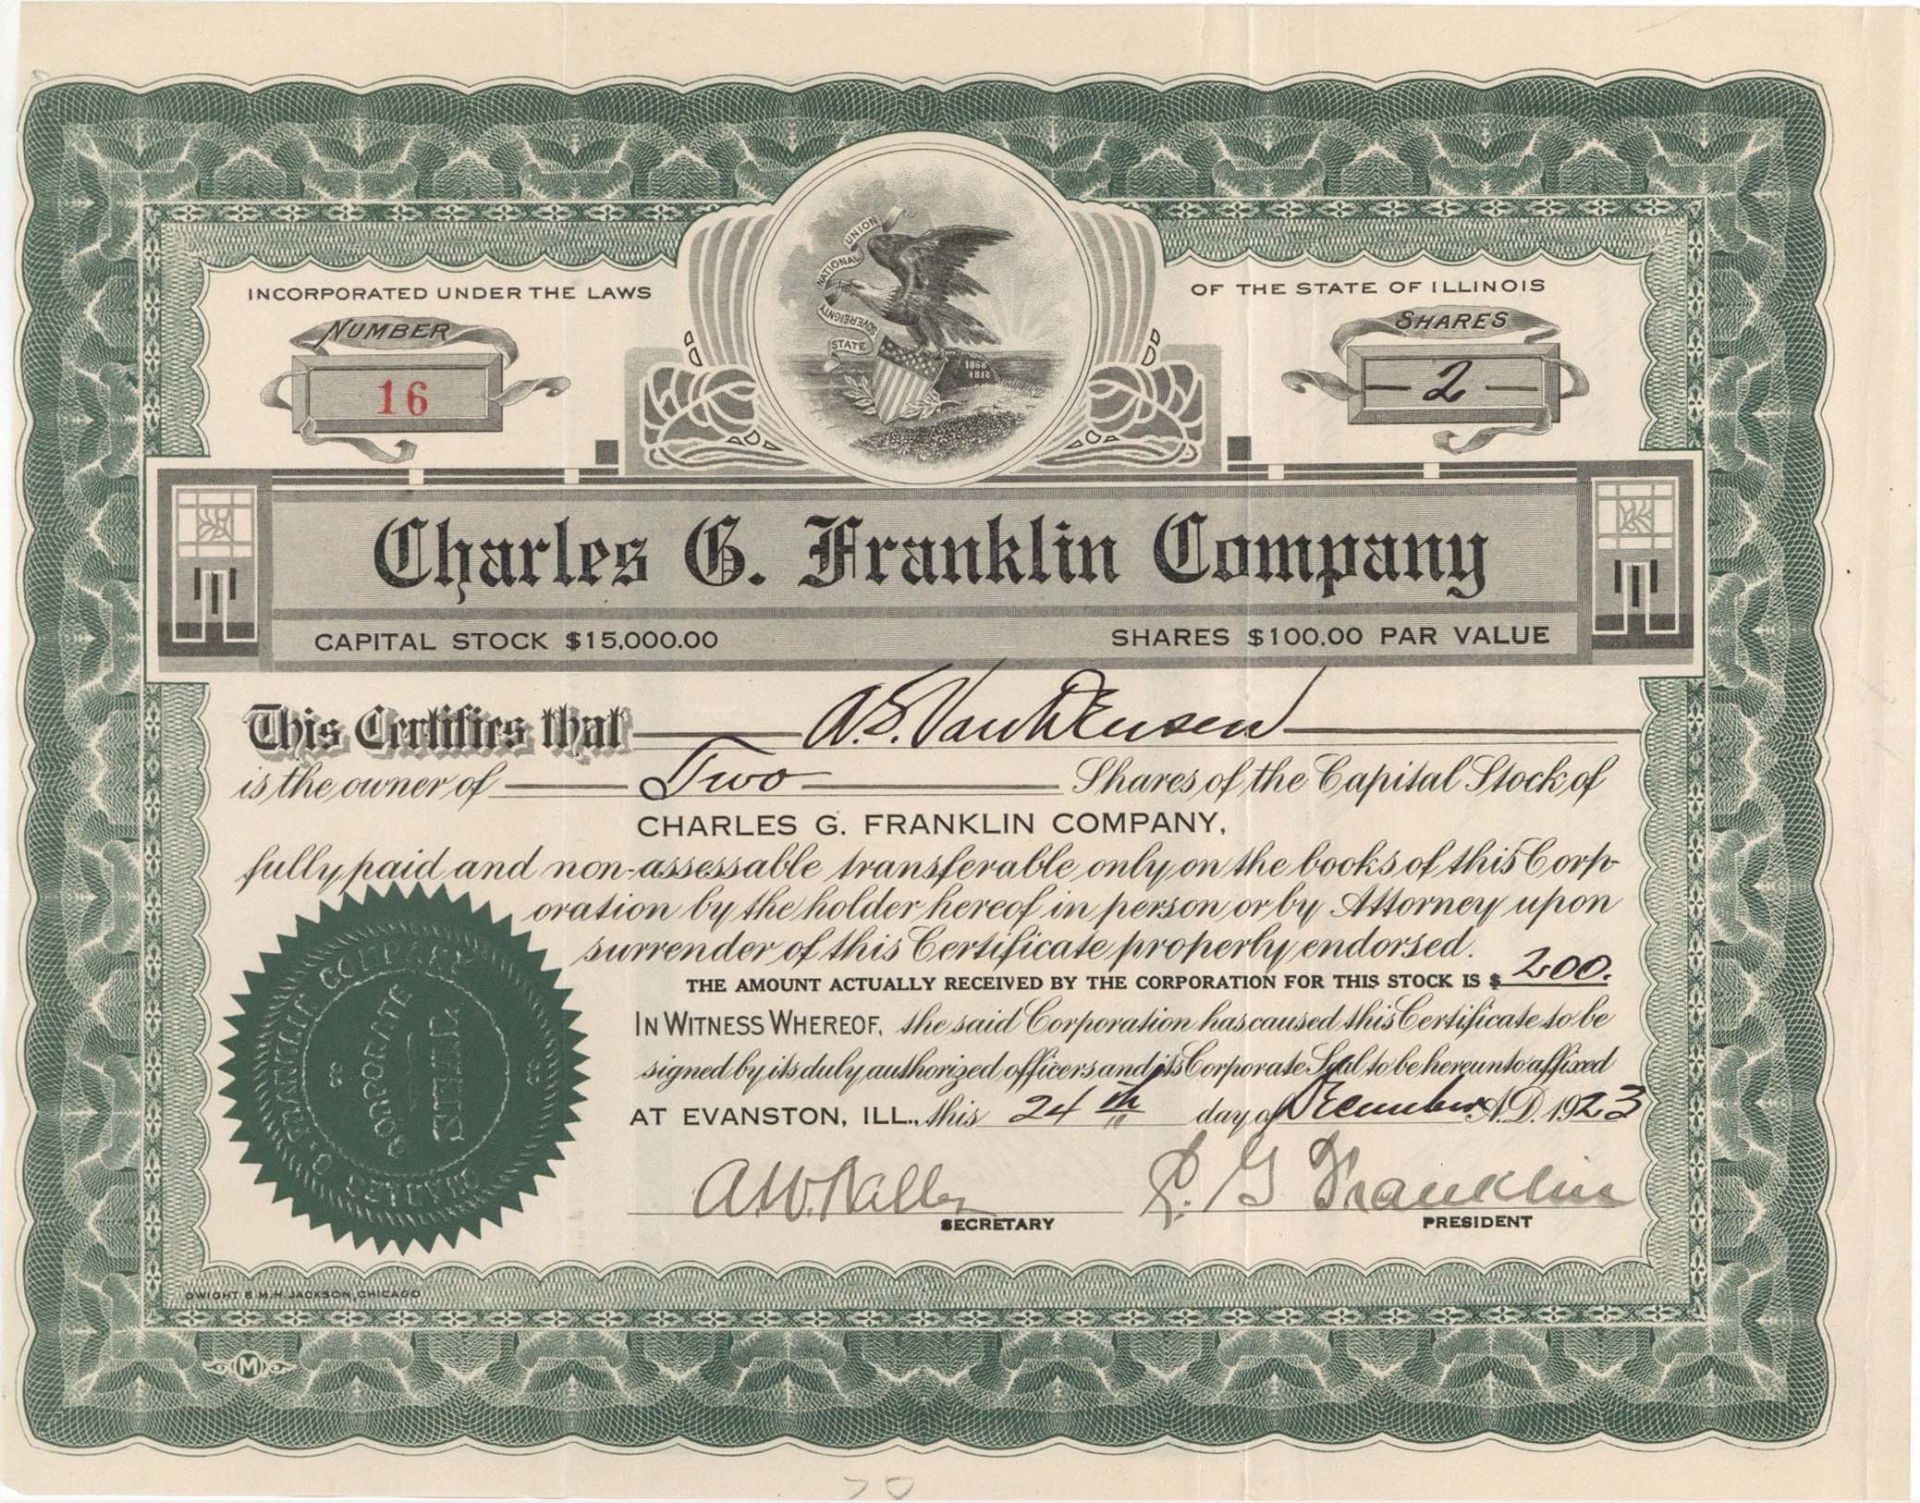 INCORPORATED UNDER THE LAWS
OF THE STATE OF ILLINOIS
NUMBER
16
STATE
SOVEREIGNTY
NATIONAL
UNION
1868
1818
SHARES
— 2 —
Charles G. Franklin Company
CAPITAL STOCK $15,000.00
SHARES $100.00 PAR VALUE
This Certifies that A.S.
is the owner of Two Shares of the Capital Stock of
CHARLES G. FRANKLIN COMPANY,
fully paid and non-assessable transferable only on the books of this Corp-
oration by the holder hereof in person or by Attorney upon
surrender of this Certificate properly endorsed.
THE AMOUNT ACTUALLY RECEIVED BY THE CORPORATION FOR THIS STOCK IS $ 200.
IN WITNESS WHEREOF, the said Corporation has caused this Certificate to be
signed by its duly authorized officers and its Corporate Seal to be hereunto affixed
AT EVANSTON, ILL., this 24th day of December A.D. 1923
A.W.
SECRETARY
C. G Franklin
PRESIDENT
CHARLES G FRANKLIN COMPANY
CORPORATE
DWIGHT & M.H. JACKSON, CHICAGO
M